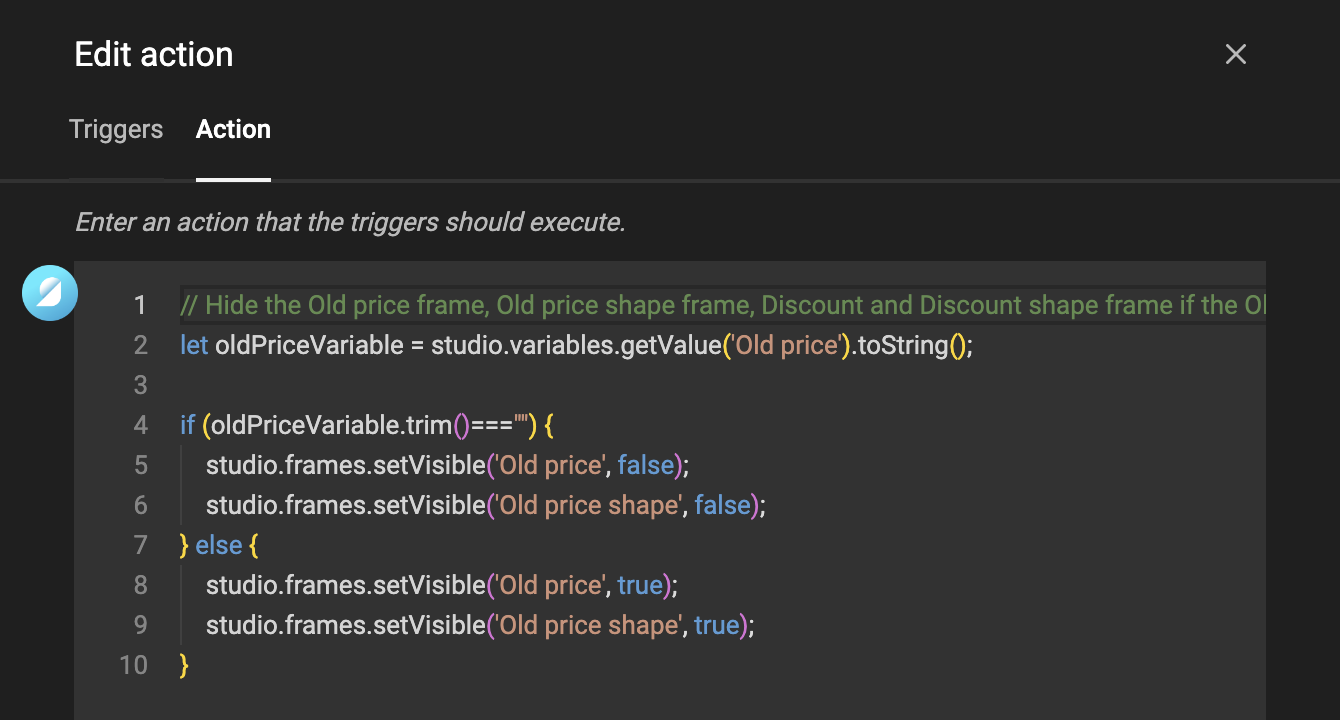 Edit action
Triggers Action
Enter an action that the triggers should execute.
1 // Hide the Old price frame, Old price shape frame, Discount and Discount shape frame if the
2 let oldPriceVariable = studio.variables.getValue('Old price').toString();
3
4 if (oldPriceVariable.trim()==="") {
5 studio.frames.setVisible('Old price', false);
6 studio.frames.setVisible('Old price shape', false);
7 } else {
8 studio.frames.setVisible('Old price', true);
9 studio.frames.setVisible('Old price shape', true);
10 }